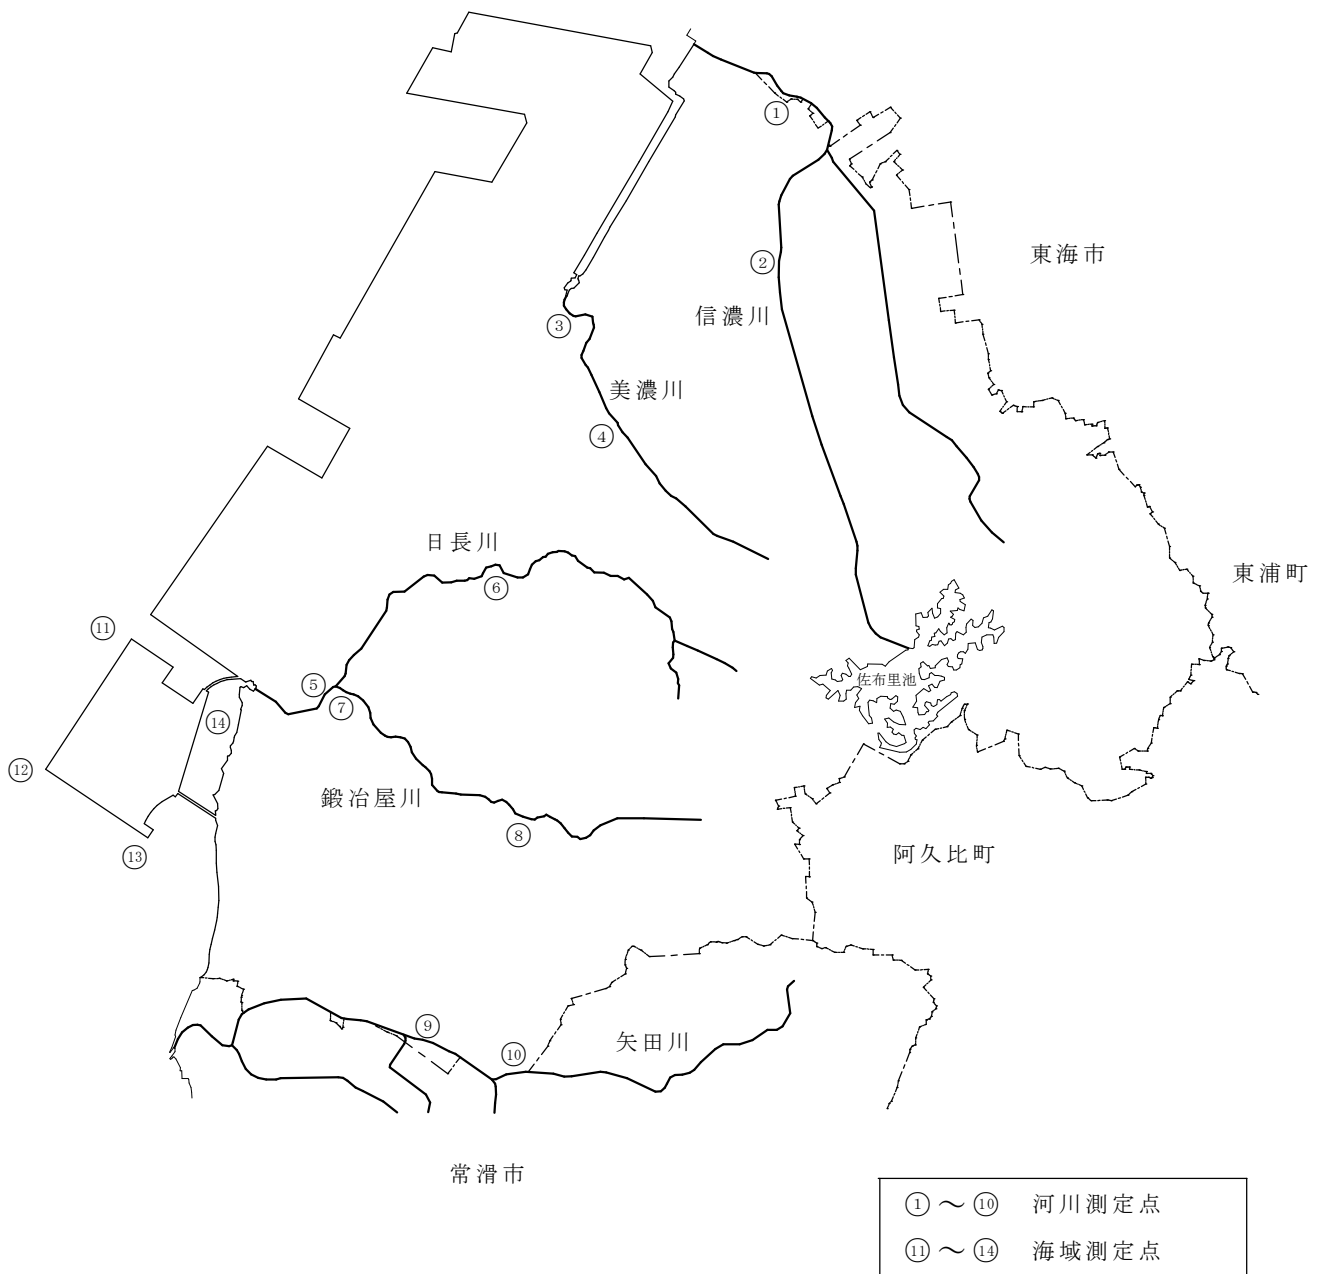 ①
②
東海市
信濃川
③
美濃川
④
日長川
⑥
東浦町
⑪
⑤
⑦
佐布里池
⑭
⑫
鍛冶屋川
⑧
⑬
阿久比町
⑨
⑩
矢田川
常滑市
①～⑩ 河川測定点
⑪～⑭ 海域測定点